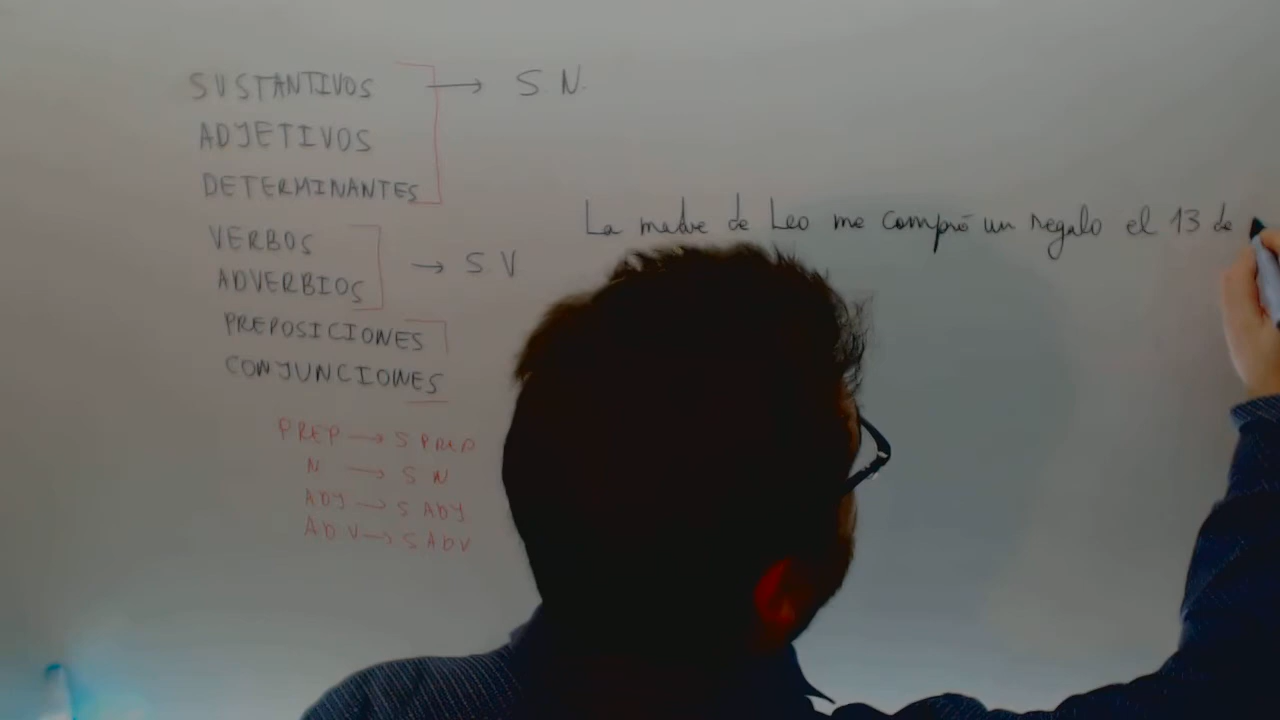 SUSTANTIVOS → S N.
ADJETIVOS
DETERMINANTES
La madre de Leo me compró un regalo el 13 de
VERBOS
ADVERBIOS → S V
PREPOSICIONES
CONJUNCIONES
PREP → S PREP
N → S N
ADJ → S ADJ
ADV → S ADV